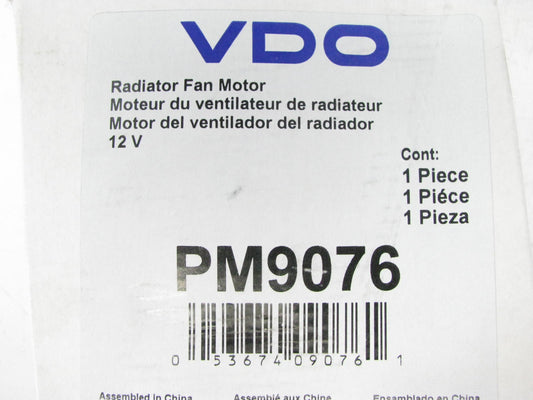 VDO
Radiator Fan Motor
Moteur du ventilateur de radiateur
Motor del ventilador del radiador
12 V
Cont:
1 Piece
1 Piéce
1 Pieza
PM9076
0 53674 09076 1
Assembled in China Assemblé aux Chine Ensamblado en China